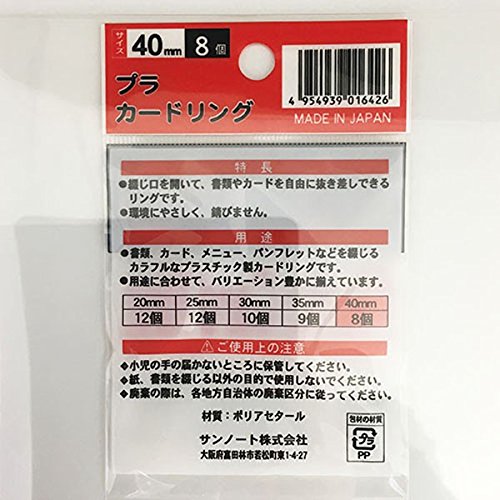 サイズ 40mm 8個
プラ
カードリング
4 954939 016426
MADE IN JAPAN
特長
●綴じ口を開いて、書類やカードを自由に抜き差しできる
リングです。
●環境にやさしく、錆びません。
用途
●書類、カード、メニュー、パンフレットなどを綴じる
カラフルなプラスチック製カードリングです。
●用途に合わせて、バリエーション豊かに揃えています。
20mm 25mm 30mm 35mm 40mm
12個 12個 10個 9個 8個
ご使用上の注意
◆小児の手の届かないところに保管してください。
◆紙、書類を綴じる以外の目的で使用しないでください。
◆廃棄の際は、各地方自治体の廃棄区分に従ってください。
材質:ポリアセタール
サンノート株式会社
大阪府富田林市若松町東1-4-27
包材の材質
プラ
PP